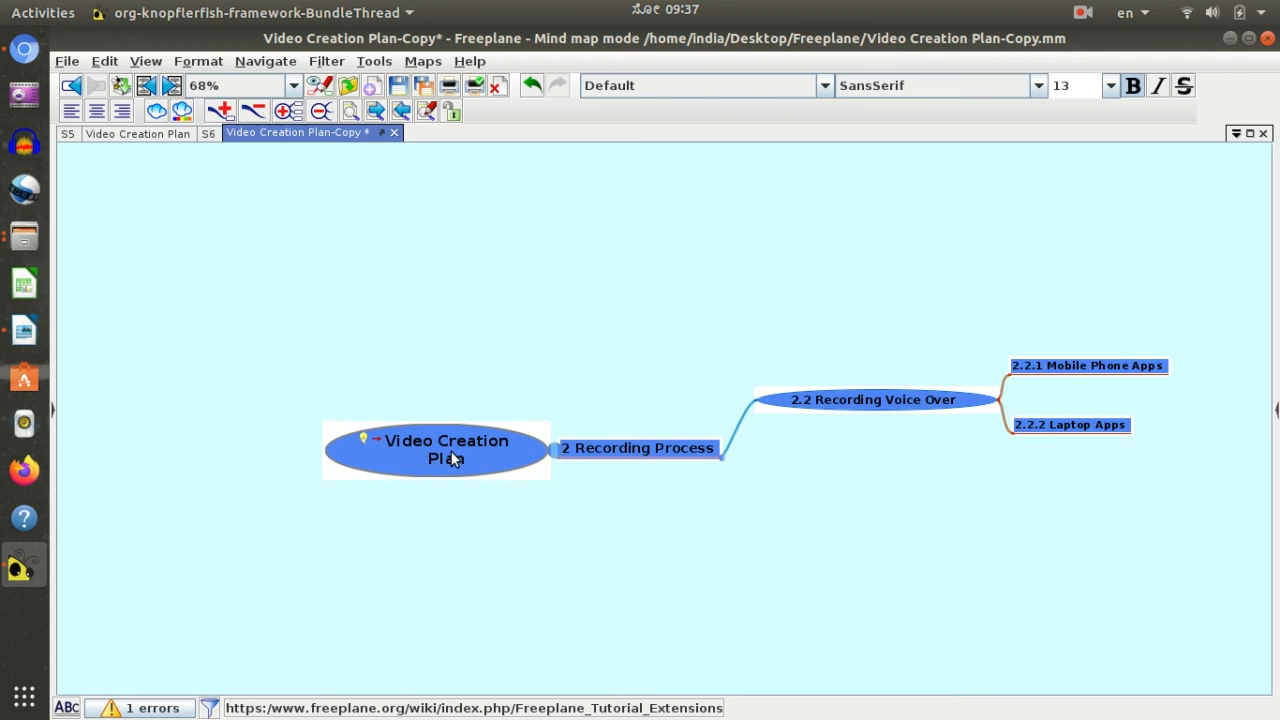 Activities org-knopflerfish-framework-BundleThread 09:37 en
Video Creation Plan-Copy* - Freeplane - Mind map mode /home/india/Desktop/Freeplane/Video Creation Plan-Copy.mm
File Edit View Format Navigate Filter Tools Maps Help
68% Default SansSerif 13 B I S
S5 Video Creation Plan S6 Video Creation Plan-Copy *
2.2.1 Mobile Phone Apps
2.2 Recording Voice Over
2.2.2 Laptop Apps
Video Creation
Plan
2 Recording Process
ABc 1 errors https:/www.freeplane.org/wiki/index.php/Freeplane_Tutorial_Extensions